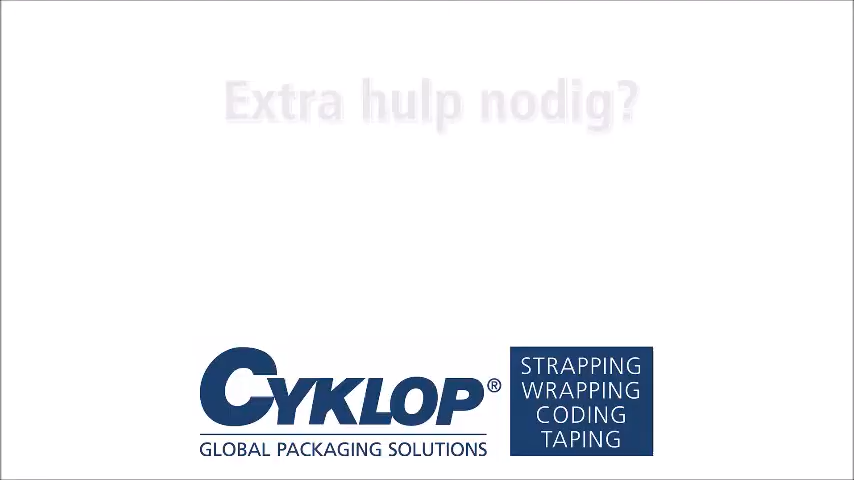 Extra hulp nodig?
CYKLOP®
GLOBAL PACKAGING SOLUTIONS
STRAPPING
WRAPPING
CODING
TAPING